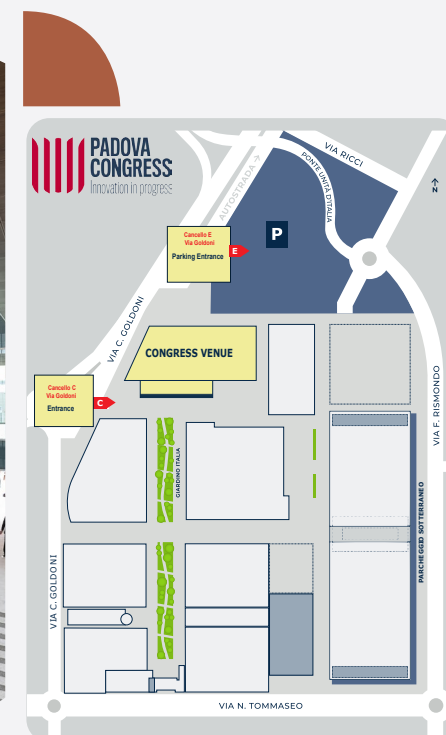 PADOVA
CONGRESS
Innovation in progress
AUTOSTRADA →
VIA RICCI
PONTE UNITÀ D'ITALIA
N
P
Cancello E
Via Goldoni
Parking Entrance
E
VIA C. GOLDONI
CONGRESS VENUE
Cancello C
Via Goldoni
Entrance
C
VIA F. RISMONDO
GIARDINO ITALIA
PARCHEGGIO SOTTERRANEO
VIA C. GOLDONI
VIA N. TOMMASEO